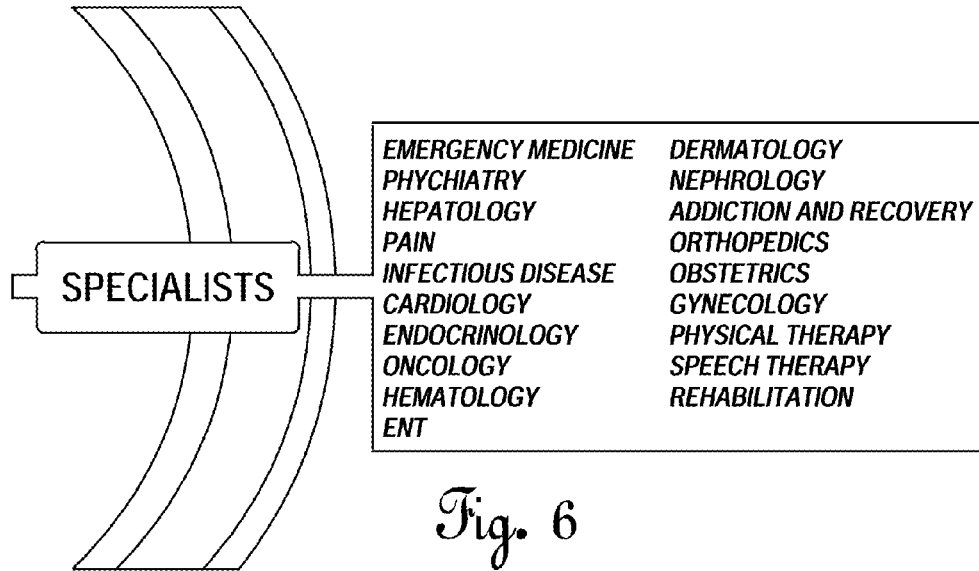 SPECIALISTS
EMERGENCY MEDICINE
PHYCHIATRY
HEPATOLOGY
PAIN
INFECTIOUS DISEASE
CARDIOLOGY
ENDOCRINOLOGY
ONCOLOGY
HEMATOLOGY
ENT
DERMATOLOGY
NEPHROLOGY
ADDICTION AND RECOVERY
ORTHOPEDICS
OBSTETRICS
GYNECOLOGY
PHYSICAL THERAPY
SPEECH THERAPY
REHABILITATION
Fig. 6